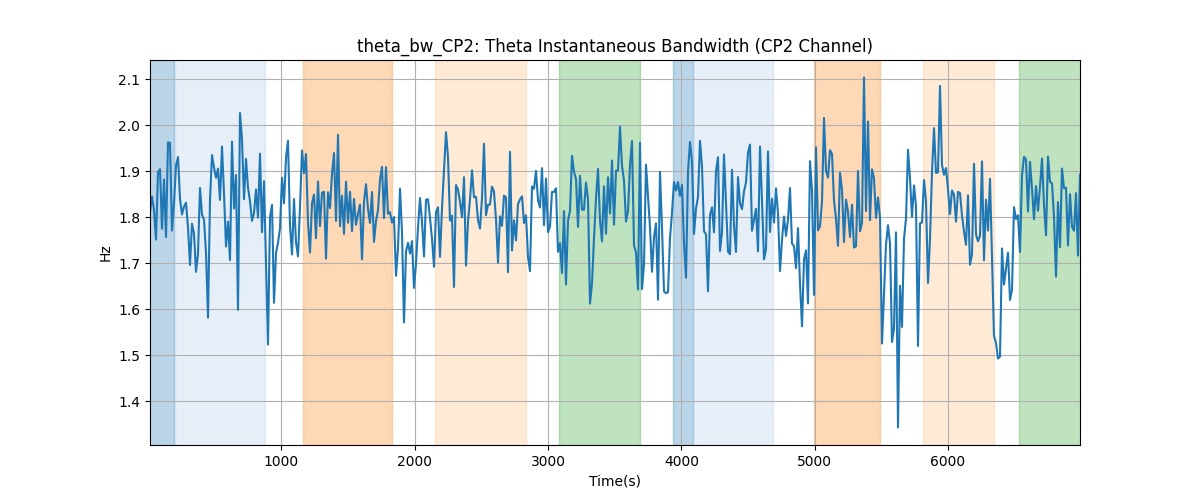 theta_bw_CP2: Theta Instantaneous Bandwidth (CP2 Channel)
Hz
2.1
2.0
1.9
1.8
1.7
1.6
1.5
1.4
1000 2000 3000 4000 5000 6000
Time(s)